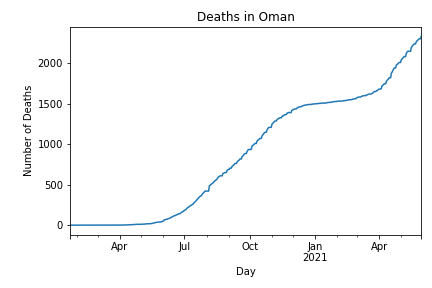 Deaths in Oman
Number of Deaths
2000
1500
1000
500
0
Apr
Jul
Oct
Jan
2021
Apr
Day